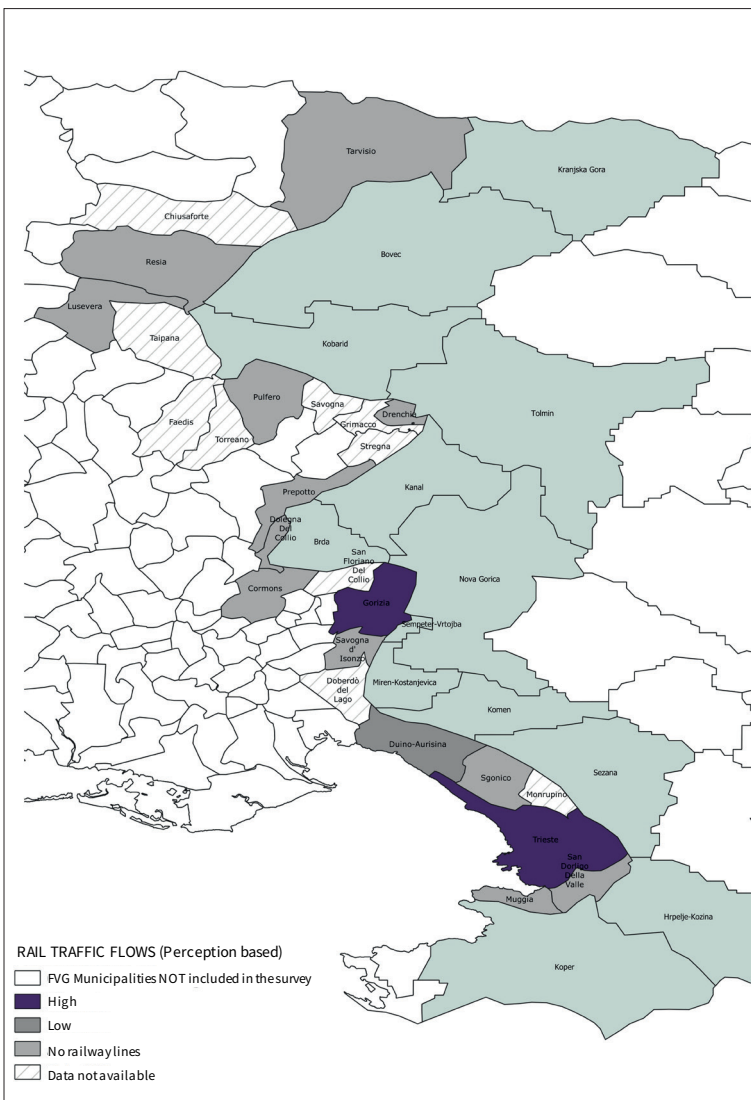 Tarvisio
Kranjska Gora
Chiusaforte
Bovec
Resia
Lusevera
Taipana
Kobarid
Pulfero
Savogna
Drenchio
Tolmin
Grimacco
Faedis
Torreano
Stregna
Kanal
Prepotto
Dolegna
Del
Collio
Brda
San
Floriano
Del
Collio
Nova Gorica
Cormons
Gorizia
Sempeter-Vrtojba
Savogna
d'
Isonzo
Doberdò
del
Lago
Miren-Kostanjevica
Komen
Duino-Aurisina
Sezana
Sgonico
Monrupino
Trieste
San
Dorligo
Della
Valle
Muggia
Hrpelje-Kozina
Koper
RAIL TRAFFIC FLOWS (Perception based)
FVG Municipalities NOT included in the survey
High
Low
No railway lines
Data not available